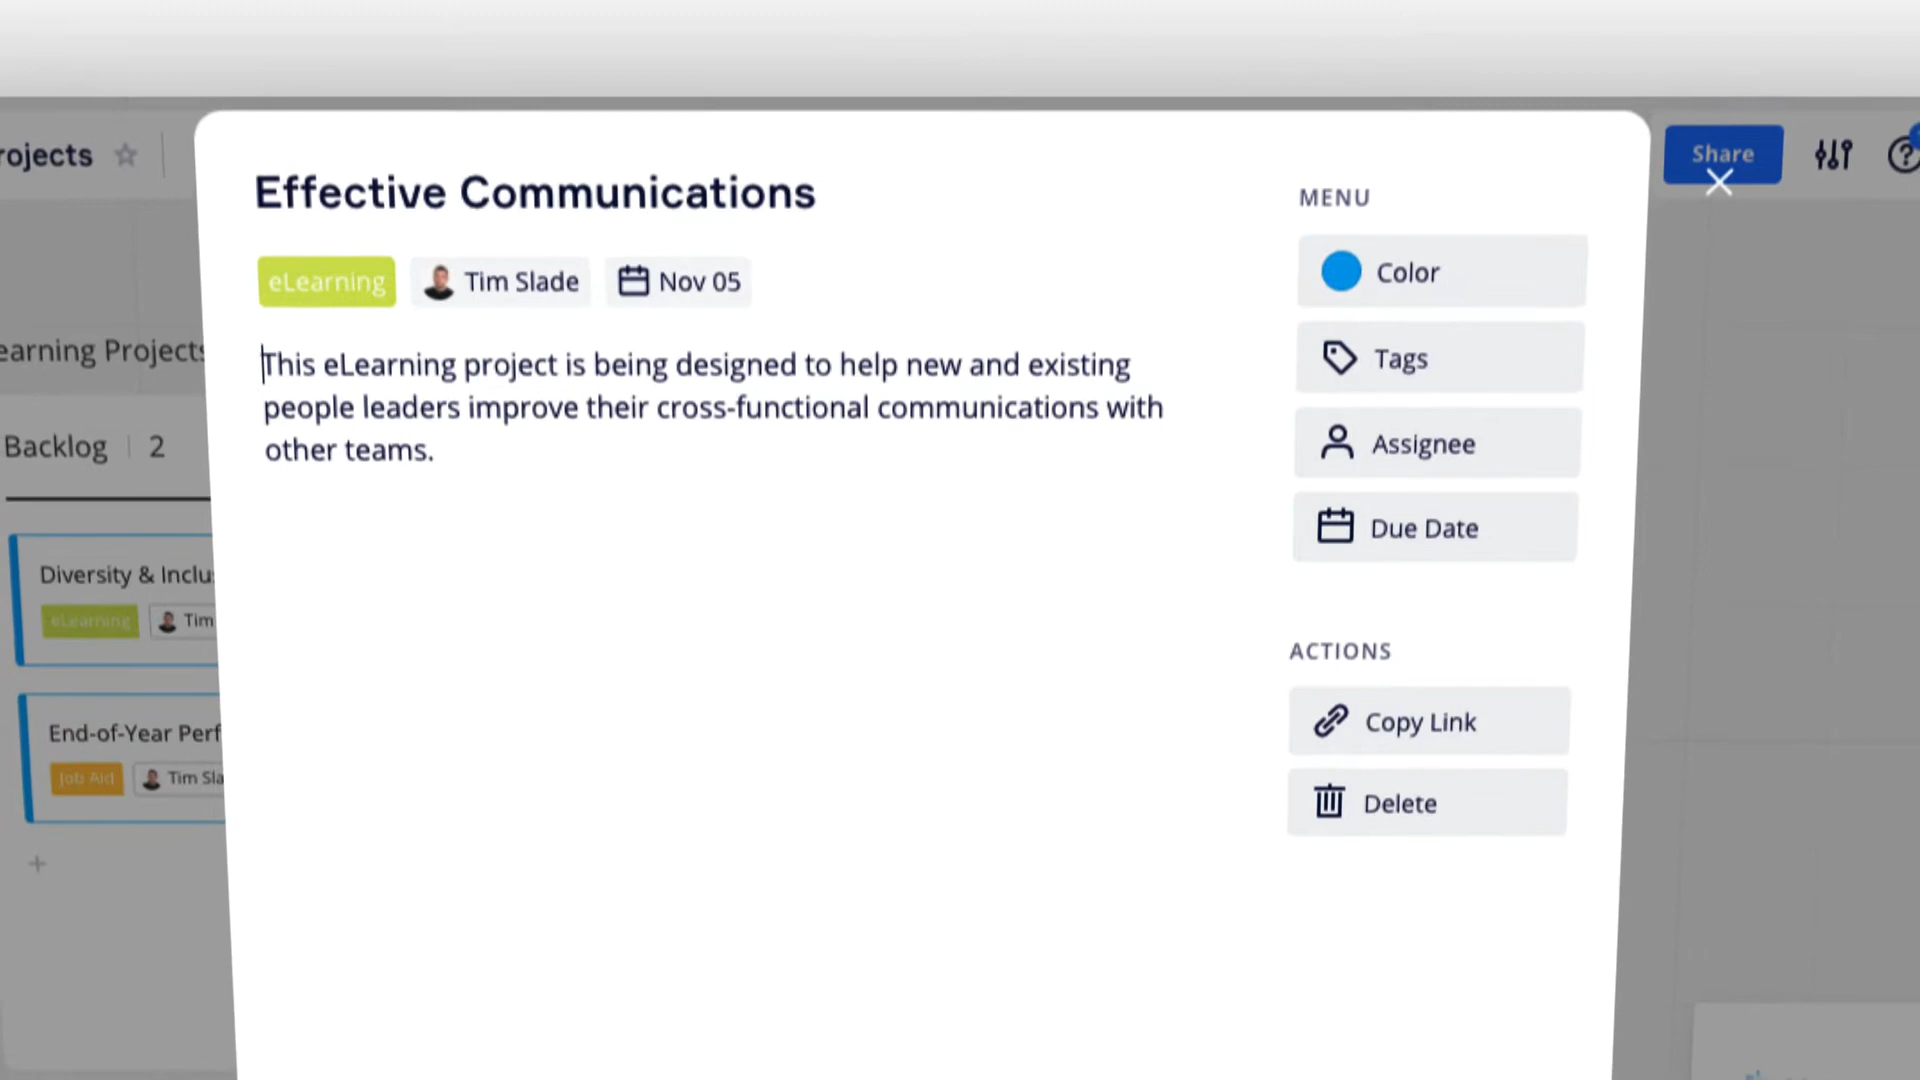 rojects
Share
Effective Communications
MENU
eLearning
Tim Slade
Nov 05
Color
This eLearning project is being designed to help new and existing
people leaders improve their cross-functional communications with
other teams.
Tags
Assignee
Due Date
ACTIONS
Copy Link
Delete
earning Projects
Backlog 2
Diversity & Inclu
eLearning
Tim
End-of-Year Perf
Job Aid
Tim Sla